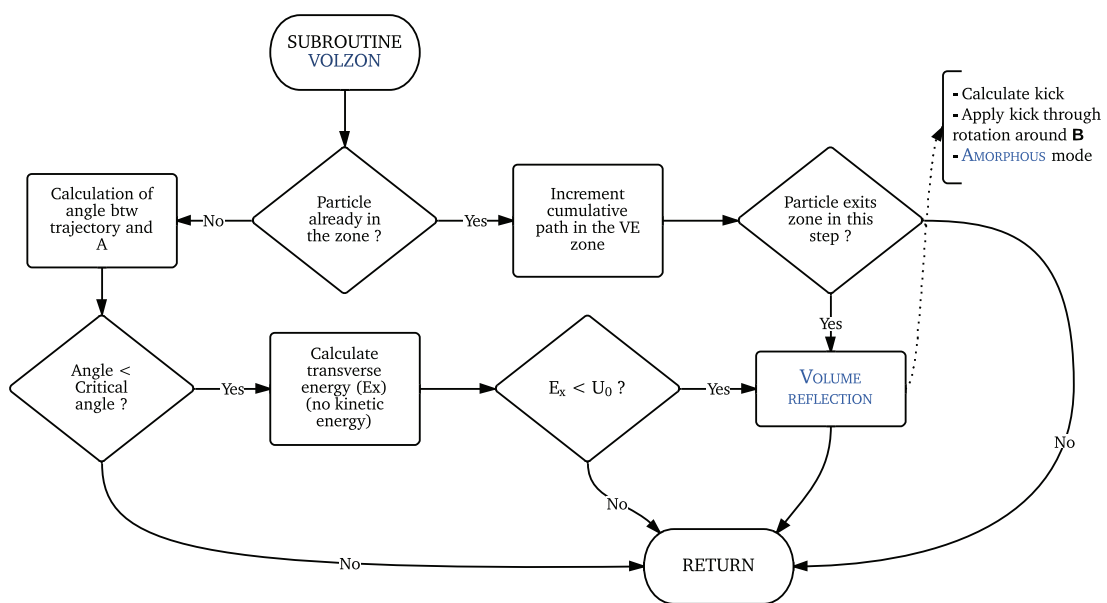 SUBROUTINE
VOLZON
- Calculate kick
- Apply kick through
rotation around B
- AMORPHOUS mode
Calculation of
angle btw
trajectory and
A
No
Particle
already in
the zone ?
Yes
Increment
cumulative
path in the VE
zone
Particle exits
zone in this
step ?
Yes
Angle <
Critical
angle ?
Yes
Calculate
transverse
energy (Ex)
(no kinetic
energy)
Eₓ < U₀ ?
Yes
VOLUME
REFLECTION
No
No
No
RETURN